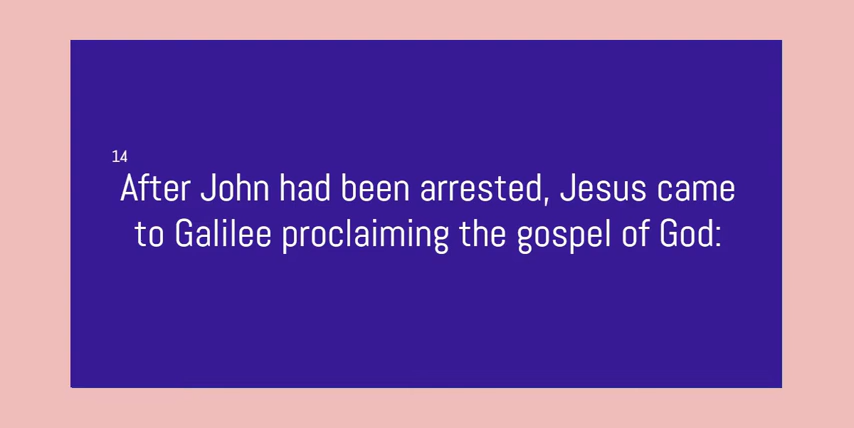 14
After John had been arrested, Jesus came
to Galilee proclaiming the gospel of God: